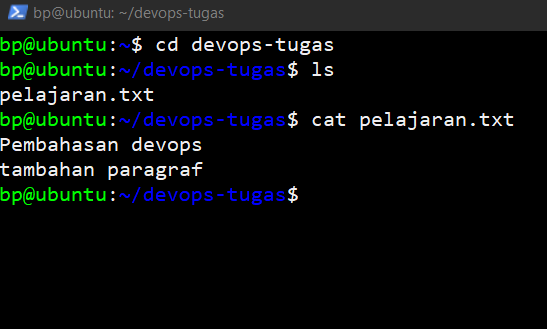 bp@ubuntu: ~/devops-tugas
bp@ubuntu:~$ cd devops-tugas
bp@ubuntu:~/devops-tugas$ ls
pelajaran.txt
bp@ubuntu:~/devops-tugas$ cat pelajaran.txt
Pembahasan devops
tambahan paragraf
bp@ubuntu:~/devops-tugas$